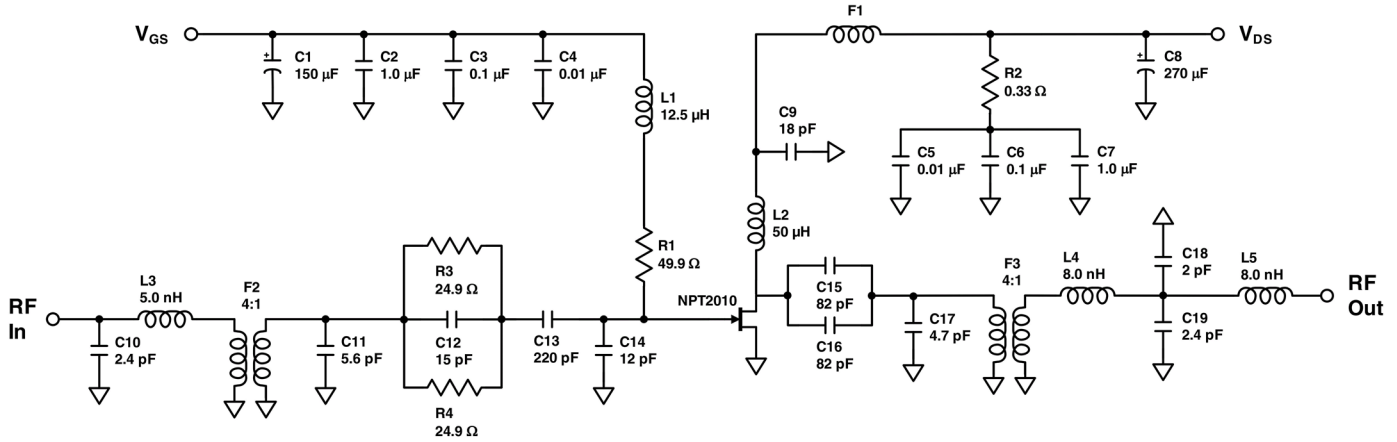 F1
VGS
VDS
C1
150 µF
C2
1.0 µF
C3
0.1 µF
C4
0.01 µF
L1
12.5 µH
R2
0.33 Ω
C8
270 µF
C9
18 pF
C5
0.01 µF
C6
0.1 µF
C7
1.0 µF
L2
50 µH
R1
49.9 Ω
R3
24.9 Ω
L3
5.0 nH
F2
4:1
RF
In
C10
2.4 pF
C11
5.6 pF
C12
15 pF
C13
220 pF
C14
12 pF
R4
24.9 Ω
NPT2010
C15
82 pF
C16
82 pF
C17
4.7 pF
F3
4:1
L4
8.0 nH
C18
2 pF
L5
8.0 nH
C19
2.4 pF
RF
Out